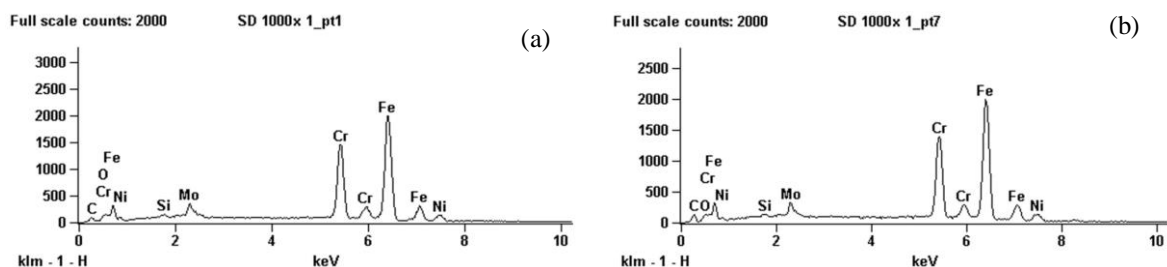 Full scale counts: 2000 SD 1000x 1_pt1 (a)
3000
2500
2000
1500
1000
500
0
Fe
O
Cr Ni
C
Si Mo
Cr
Cr
Fe
Fe
Ni
0 2 4 6 8 10
klm - 1 - H keV
Full scale counts: 2000 SD 1000x 1_pt7 (b)
2500
2000
1500
1000
500
0
Fe
Cr
Ni
CO
Si Mo
Cr
Cr
Fe
Fe
Ni
0 2 4 6 8 10
klm - 1 - H keV